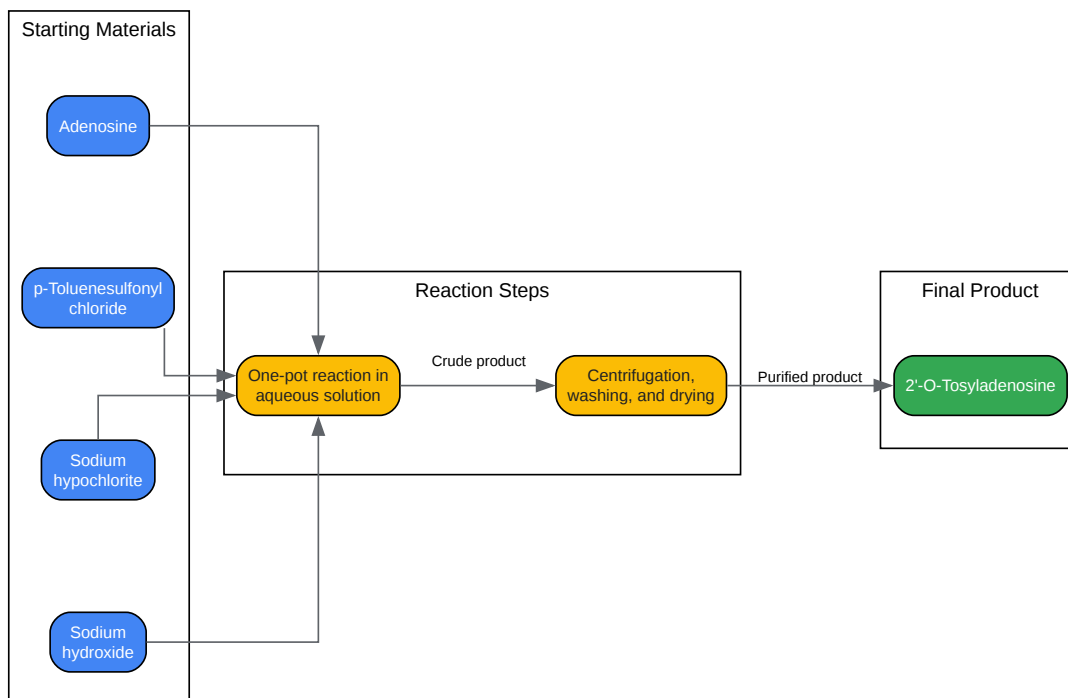 Starting Materials
Adenosine
p-Toluenesulfonyl
chloride
Sodium
hypochlorite
Sodium
hydroxide
Reaction Steps
One-pot reaction in
aqueous solution
Crude product
Centrifugation,
washing, and drying
Purified product
Final Product
2'-O-Tosyladenosine